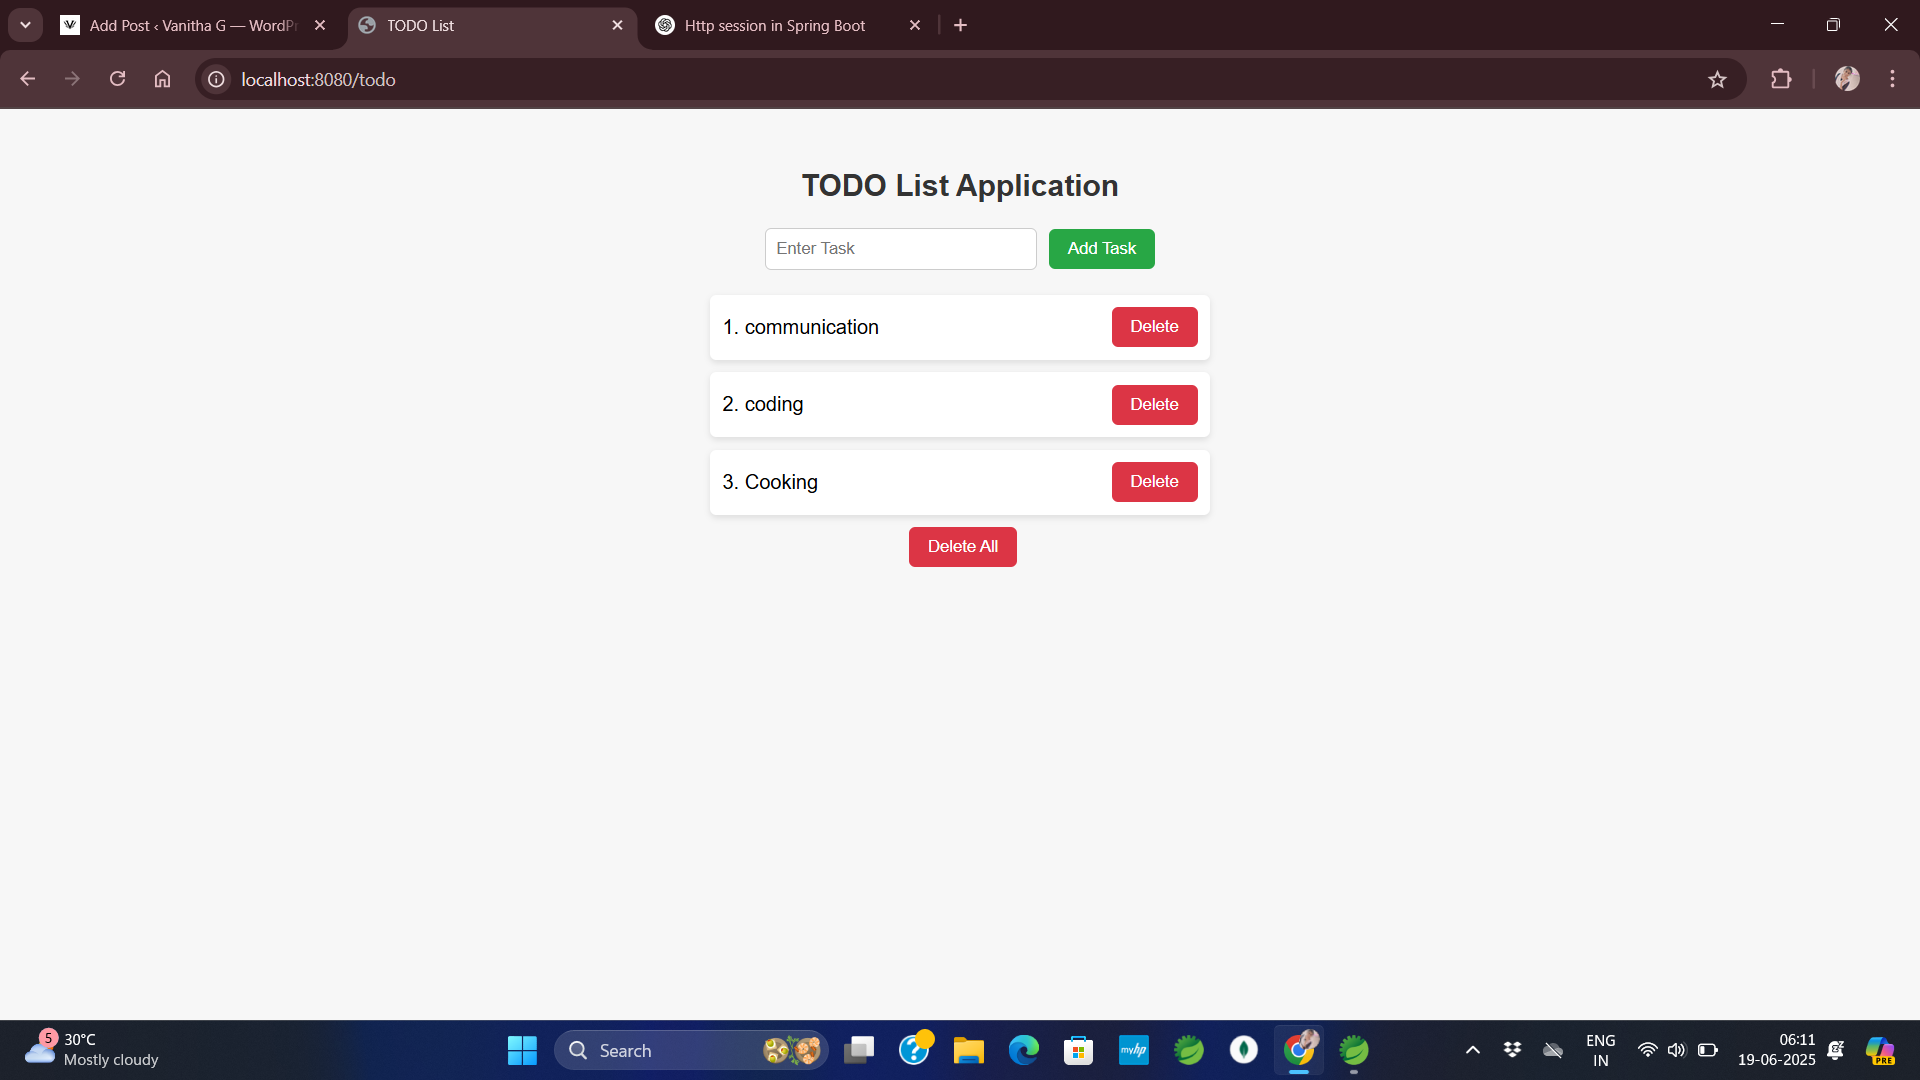 Add Post ‹ Vanitha G — WordPr
TODO List
Http session in Spring Boot
localhost:8080/todo
TODO List Application
Enter Task
Add Task
1. communication
Delete
2. coding
Delete
3. Cooking
Delete
Delete All
5
30°C
Mostly cloudy
Search
myhp
ENG
IN
06:11
19-06-2025
PRE